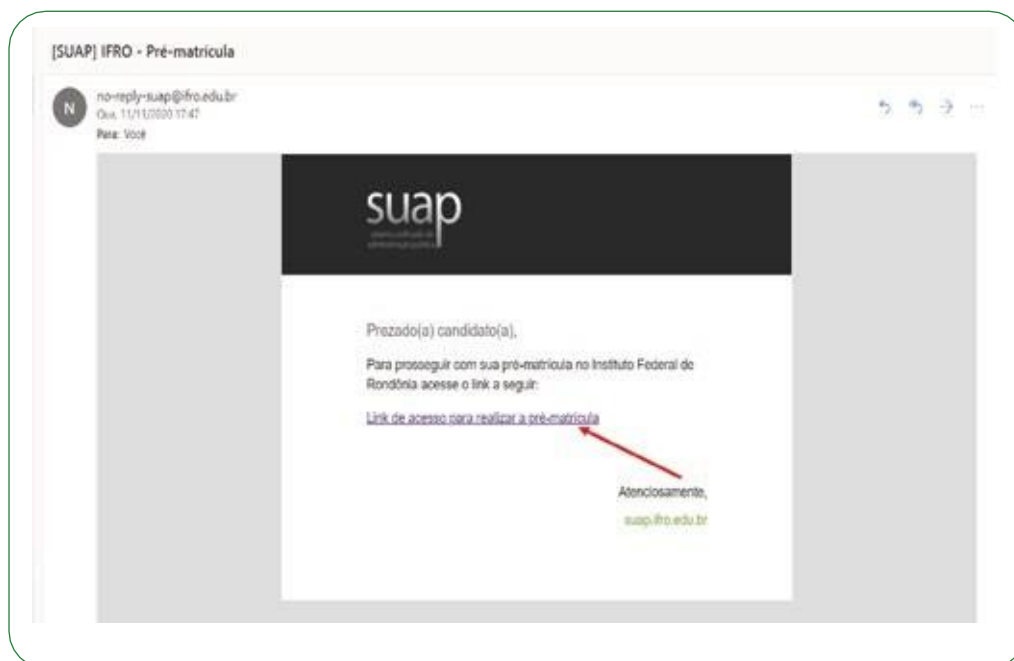 [SUAP] IFRO - Pré-matrícula
N
no-reply-suap@ifro.edu.br
Qua, 11/11/2020 17:47
Para: Você
suap
Prezado(a) candidato(a),
Para prosseguir com sua pré-matrícula no Instituto Federal de
Rondônia acesse o link a seguir:
Link de acesso para realizar a pré-matrícula
Atenciosamente,
suap.ifro.edu.br